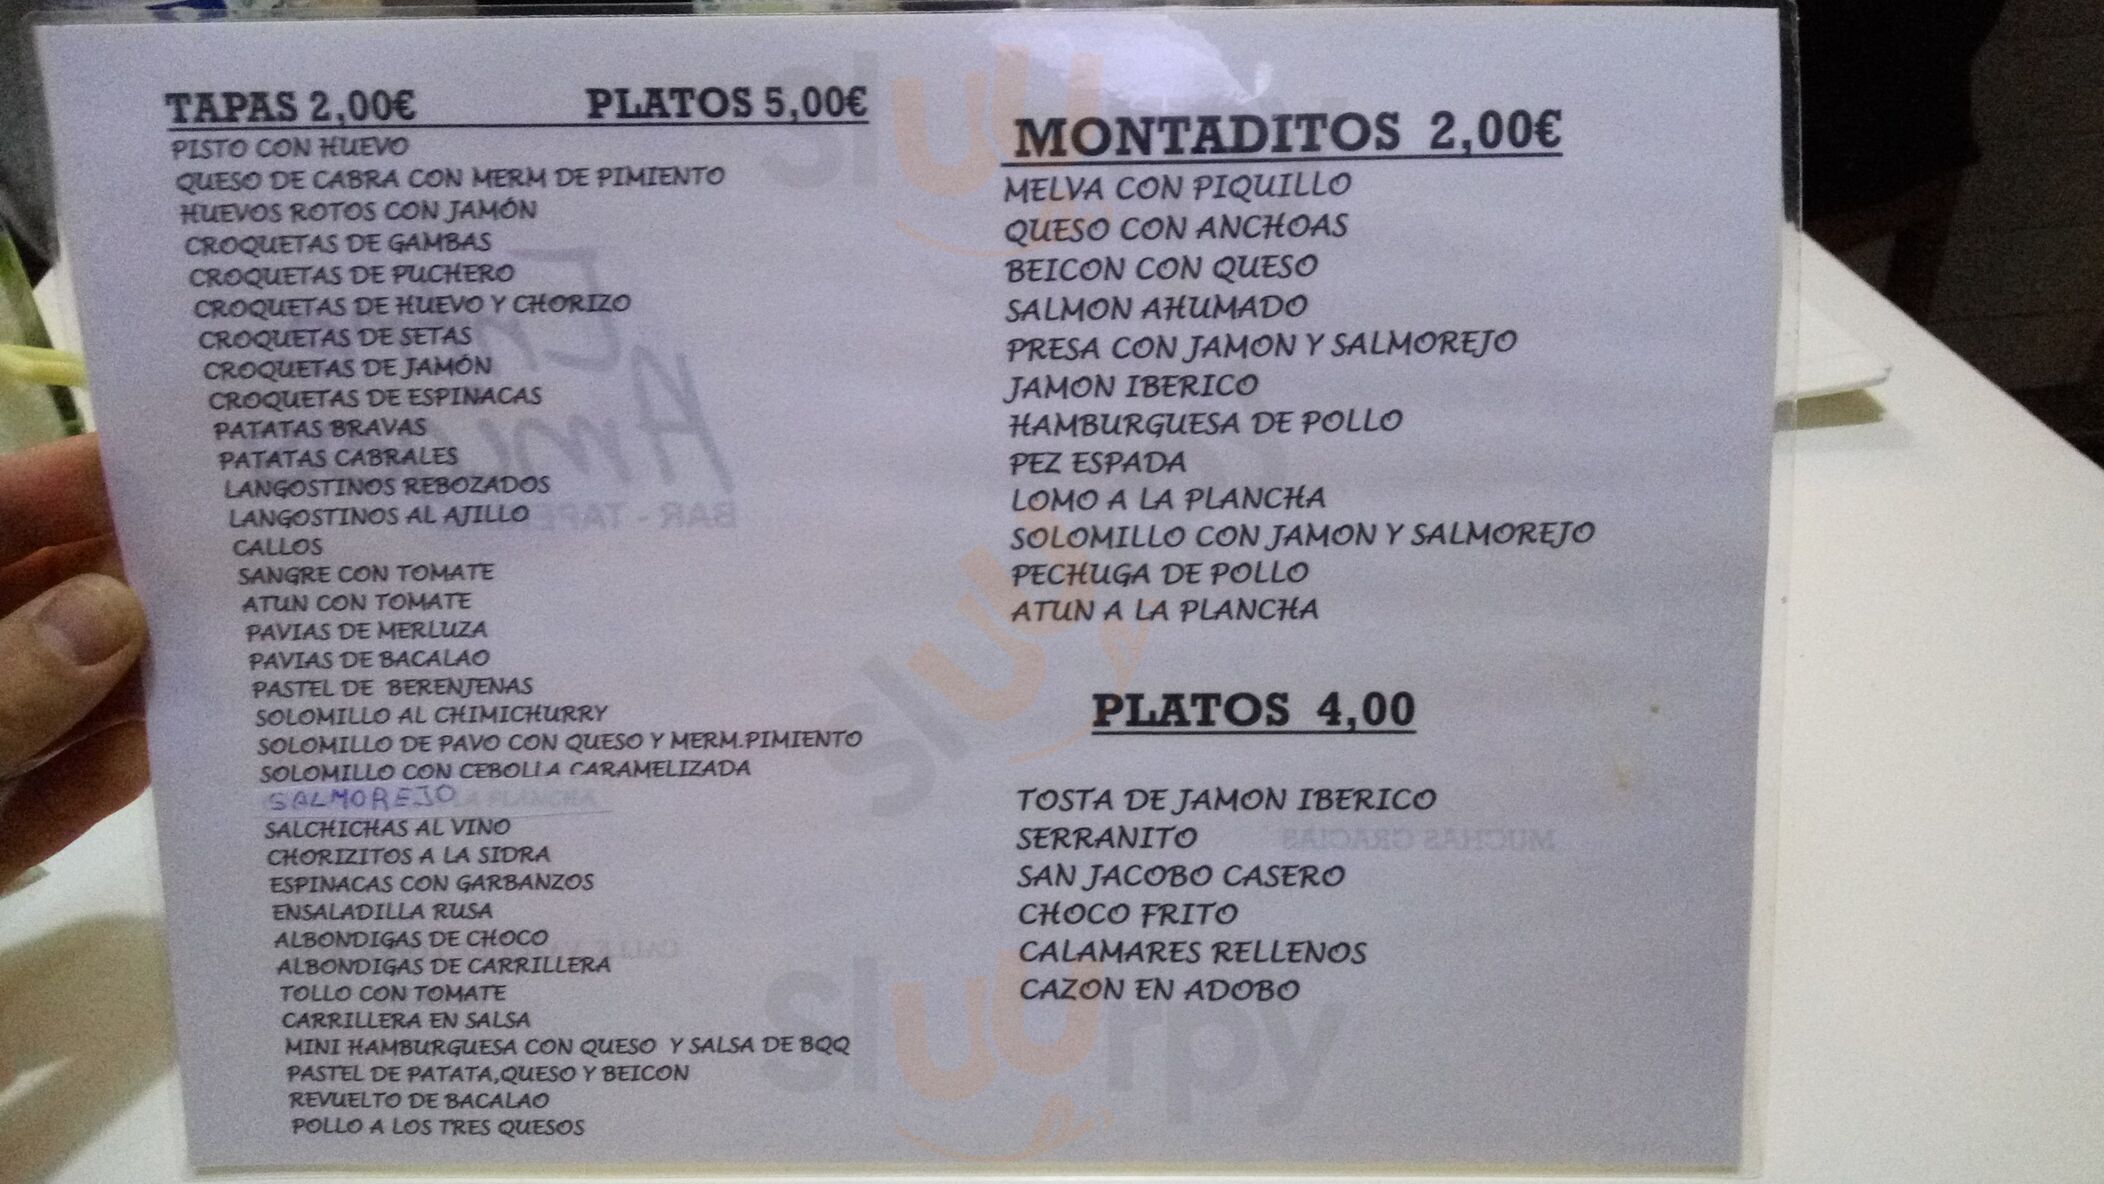 TAPAS 2,00€ PLATOS 5,00€
PISTO CON HUEVO
QUESO DE CABRA CON MERM DE PIMIENTO
HUEVOS ROTOS CON JAMÓN
CROQUETAS DE GAMBAS
CROQUETAS DE PUCHERO
CROQUETAS DE HUEVO Y CHORIZO
CROQUETAS DE SETAS
CROQUETAS DE JAMÓN
CROQUETAS DE ESPINACAS
PATATAS BRAVAS
PATATAS CABRALES
LANGOSTINOS REBOZADOS
LANGOSTINOS AL AJILLO
CALLOS
SANGRE CON TOMATE
ATUN CON TOMATE
PAVIAS DE MERLUZA
PAVIAS DE BACALAO
PASTEL DE BERENJENAS
SOLOMILLO AL CHIMICHURRY
SOLOMILLO DE PAVO CON QUESO Y MERM.PIMIENTO
SOLOMILLO CON CEBOLLA CARAMELIZADA
SALMOREJO LA PLANCHA
SALCHICHAS AL VINO
CHORIZITOS A LA SIDRA
ESPINACAS CON GARBANZOS
ENSALADILLA RUSA
ALBONDIGAS DE CHOCO
ALBONDIGAS DE CARRILLERA
TOLLO CON TOMATE
CARRILLERA EN SALSA
MINI HAMBURGUESA CON QUESO Y SALSA DE BQQ
PASTEL DE PATATA,QUESO Y BEICON
REVUELTO DE BACALAO
POLLO A LOS TRES QUESOS
MONTADITOS 2,00€
MELVA CON PIQUILLO
QUESO CON ANCHOAS
BEICON CON QUESO
SALMON AHUMADO
PRESA CON JAMON Y SALMOREJO
JAMON IBERICO
HAMBURGUESA DE POLLO
PEZ ESPADA
LOMO A LA PLANCHA
SOLOMILLO CON JAMON Y SALMOREJO
PECHUGA DE POLLO
ATUN A LA PLANCHA
PLATOS 4,00
TOSTA DE JAMON IBERICO
SERRANITO
MUCHAS GRACIAS
SAN JACOBO CASERO
CHOCO FRITO
CALAMARES RELLENOS
CAZON EN ADOBO
sluurpy
sluurpy